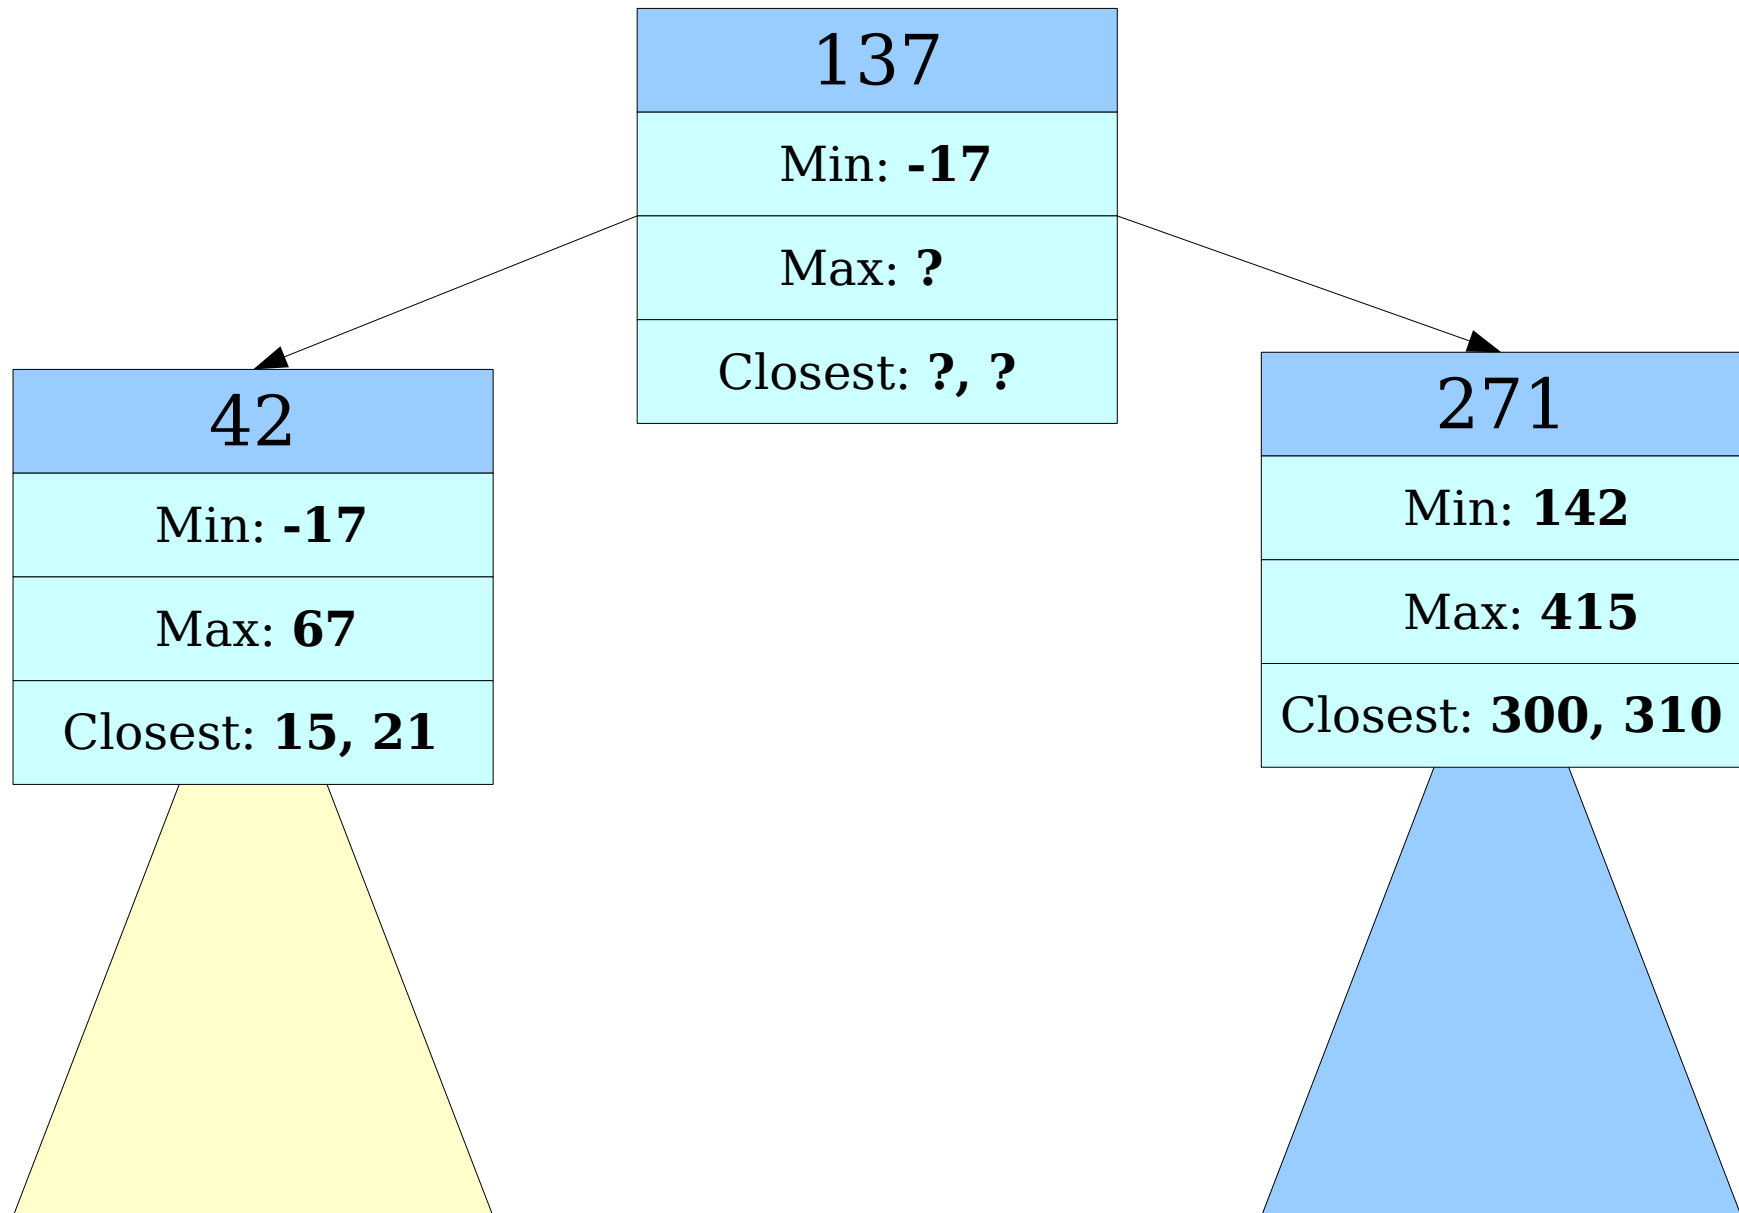 137
Min: -17
Max: ?
Closest: ?, ?
42
Min: -17
Max: 67
Closest: 15, 21
271
Min: 142
Max: 415
Closest: 300, 310